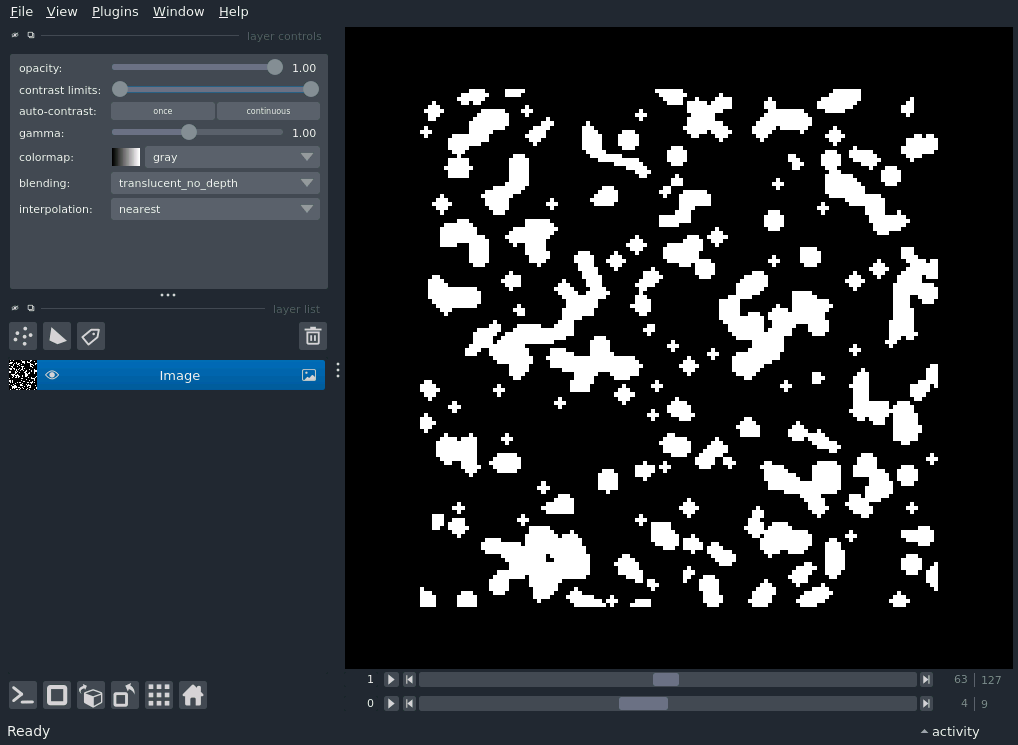 File View Plugins Window Help
layer controls
opacity: 1.00
contrast limits:
auto-contrast: once continuous
gamma: 1.00
colormap: gray
blending: translucent_no_depth
interpolation: nearest
layer list
Image
1 63 127
0 4 9
Ready activity